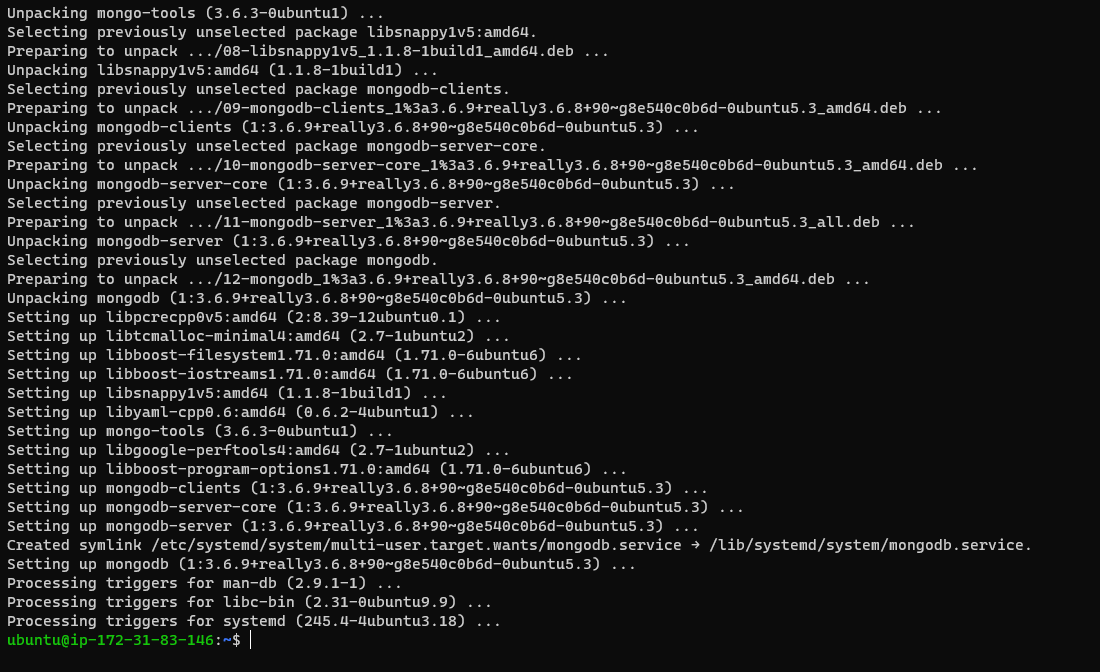 Unpacking mongo-tools (3.6.3-0ubuntu1) ...
Selecting previously unselected package libsnappy1v5:amd64.
Preparing to unpack .../08-libsnappy1v5_1.1.8-1build1_amd64.deb ...
Unpacking libsnappy1v5:amd64 (1.1.8-1build1) ...
Selecting previously unselected package mongodb-clients.
Preparing to unpack .../09-mongodb-clients_1%3a3.6.9+really3.6.8+90~g8e540c0b6d-0ubuntu5.3_amd64.deb ...
Unpacking mongodb-clients (1:3.6.9+really3.6.8+90~g8e540c0b6d-0ubuntu5.3) ...
Selecting previously unselected package mongodb-server-core.
Preparing to unpack .../10-mongodb-server-core_1%3a3.6.9+really3.6.8+90~g8e540c0b6d-0ubuntu5.3_amd64.deb ...
Unpacking mongodb-server-core (1:3.6.9+really3.6.8+90~g8e540c0b6d-0ubuntu5.3) ...
Selecting previously unselected package mongodb-server.
Preparing to unpack .../11-mongodb-server_1%3a3.6.9+really3.6.8+90~g8e540c0b6d-0ubuntu5.3_all.deb ...
Unpacking mongodb-server (1:3.6.9+really3.6.8+90~g8e540c0b6d-0ubuntu5.3) ...
Selecting previously unselected package mongodb.
Preparing to unpack .../12-mongodb_1%3a3.6.9+really3.6.8+90~g8e540c0b6d-0ubuntu5.3_amd64.deb ...
Unpacking mongodb (1:3.6.9+really3.6.8+90~g8e540c0b6d-0ubuntu5.3) ...
Setting up libpcrecpp0v5:amd64 (2:8.39-12ubuntu0.1) ...
Setting up libtcmalloc-minimal4:amd64 (2.7-1ubuntu2) ...
Setting up libboost-filesystem1.71.0:amd64 (1.71.0-6ubuntu6) ...
Setting up libboost-iostreams1.71.0:amd64 (1.71.0-6ubuntu6) ...
Setting up libsnappy1v5:amd64 (1.1.8-1build1) ...
Setting up libyaml-cpp0.6:amd64 (0.6.2-4ubuntu1) ...
Setting up mongo-tools (3.6.3-0ubuntu1) ...
Setting up libgoogle-perftools4:amd64 (2.7-1ubuntu2) ...
Setting up libboost-program-options1.71.0:amd64 (1.71.0-6ubuntu6) ...
Setting up mongodb-clients (1:3.6.9+really3.6.8+90~g8e540c0b6d-0ubuntu5.3) ...
Setting up mongodb-server-core (1:3.6.9+really3.6.8+90~g8e540c0b6d-0ubuntu5.3) ...
Setting up mongodb-server (1:3.6.9+really3.6.8+90~g8e540c0b6d-0ubuntu5.3) ...
Created symlink /etc/systemd/system/multi-user.target.wants/mongodb.service → /lib/systemd/system/mongodb.service.
Setting up mongodb (1:3.6.9+really3.6.8+90~g8e540c0b6d-0ubuntu5.3) ...
Processing triggers for man-db (2.9.1-1) ...
Processing triggers for libc-bin (2.31-0ubuntu9.9) ...
Processing triggers for systemd (245.4-4ubuntu3.18) ...
ubuntu@ip-172-31-83-146:~$